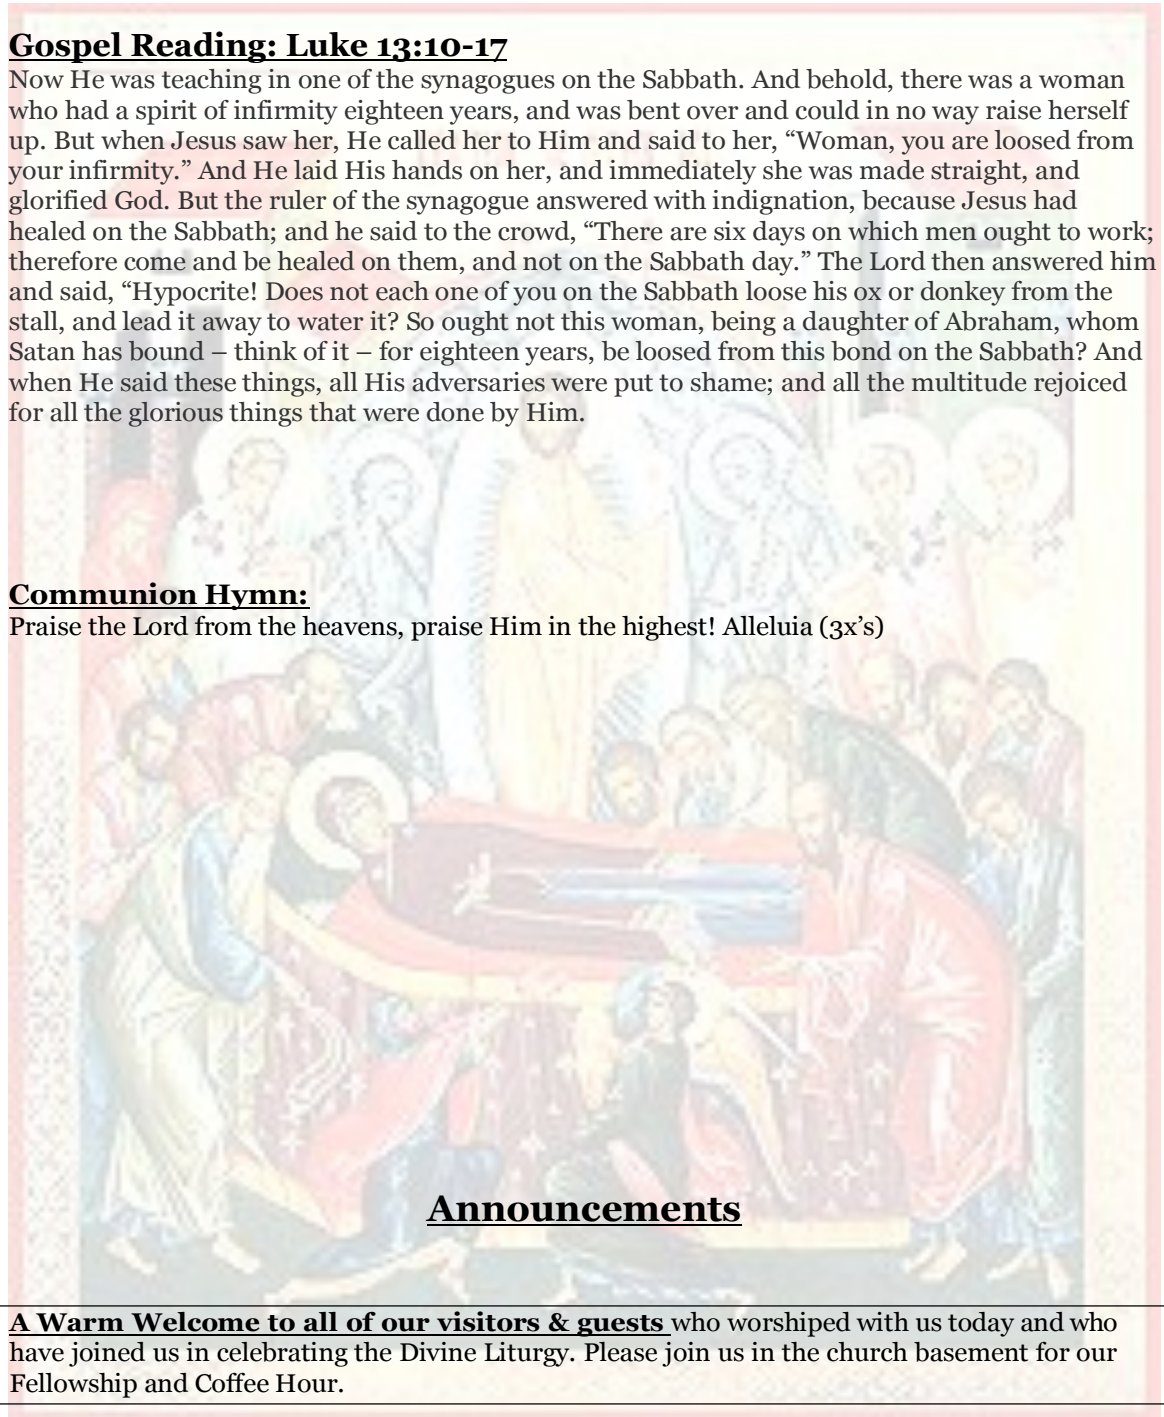 Gospel Reading: Luke 13:10-17
Now He was teaching in one of the synagogues on the Sabbath. And behold, there was a woman
who had a spirit of infirmity eighteen years, and was bent over and could in no way raise herself
up. But when Jesus saw her, He called her to Him and said to her, “Woman, you are loosed from
your infirmity.” And He laid His hands on her, and immediately she was made straight, and
glorified God. But the ruler of the synagogue answered with indignation, because Jesus had
healed on the Sabbath; and he said to the crowd, “There are six days on which men ought to work;
therefore come and be healed on them, and not on the Sabbath day.” The Lord then answered him
and said, “Hypocrite! Does not each one of you on the Sabbath loose his ox or donkey from the
stall, and lead it away to water it? So ought not this woman, being a daughter of Abraham, whom
Satan has bound – think of it – for eighteen years, be loosed from this bond on the Sabbath? And
when He said these things, all His adversaries were put to shame; and all the multitude rejoiced
for all the glorious things that were done by Him.
Communion Hymn:
Praise the Lord from the heavens, praise Him in the highest! Alleluia (3x’s)
Announcements
A Warm Welcome to all of our visitors & guests who worshiped with us today and who
have joined us in celebrating the Divine Liturgy. Please join us in the church basement for our
Fellowship and Coffee Hour.